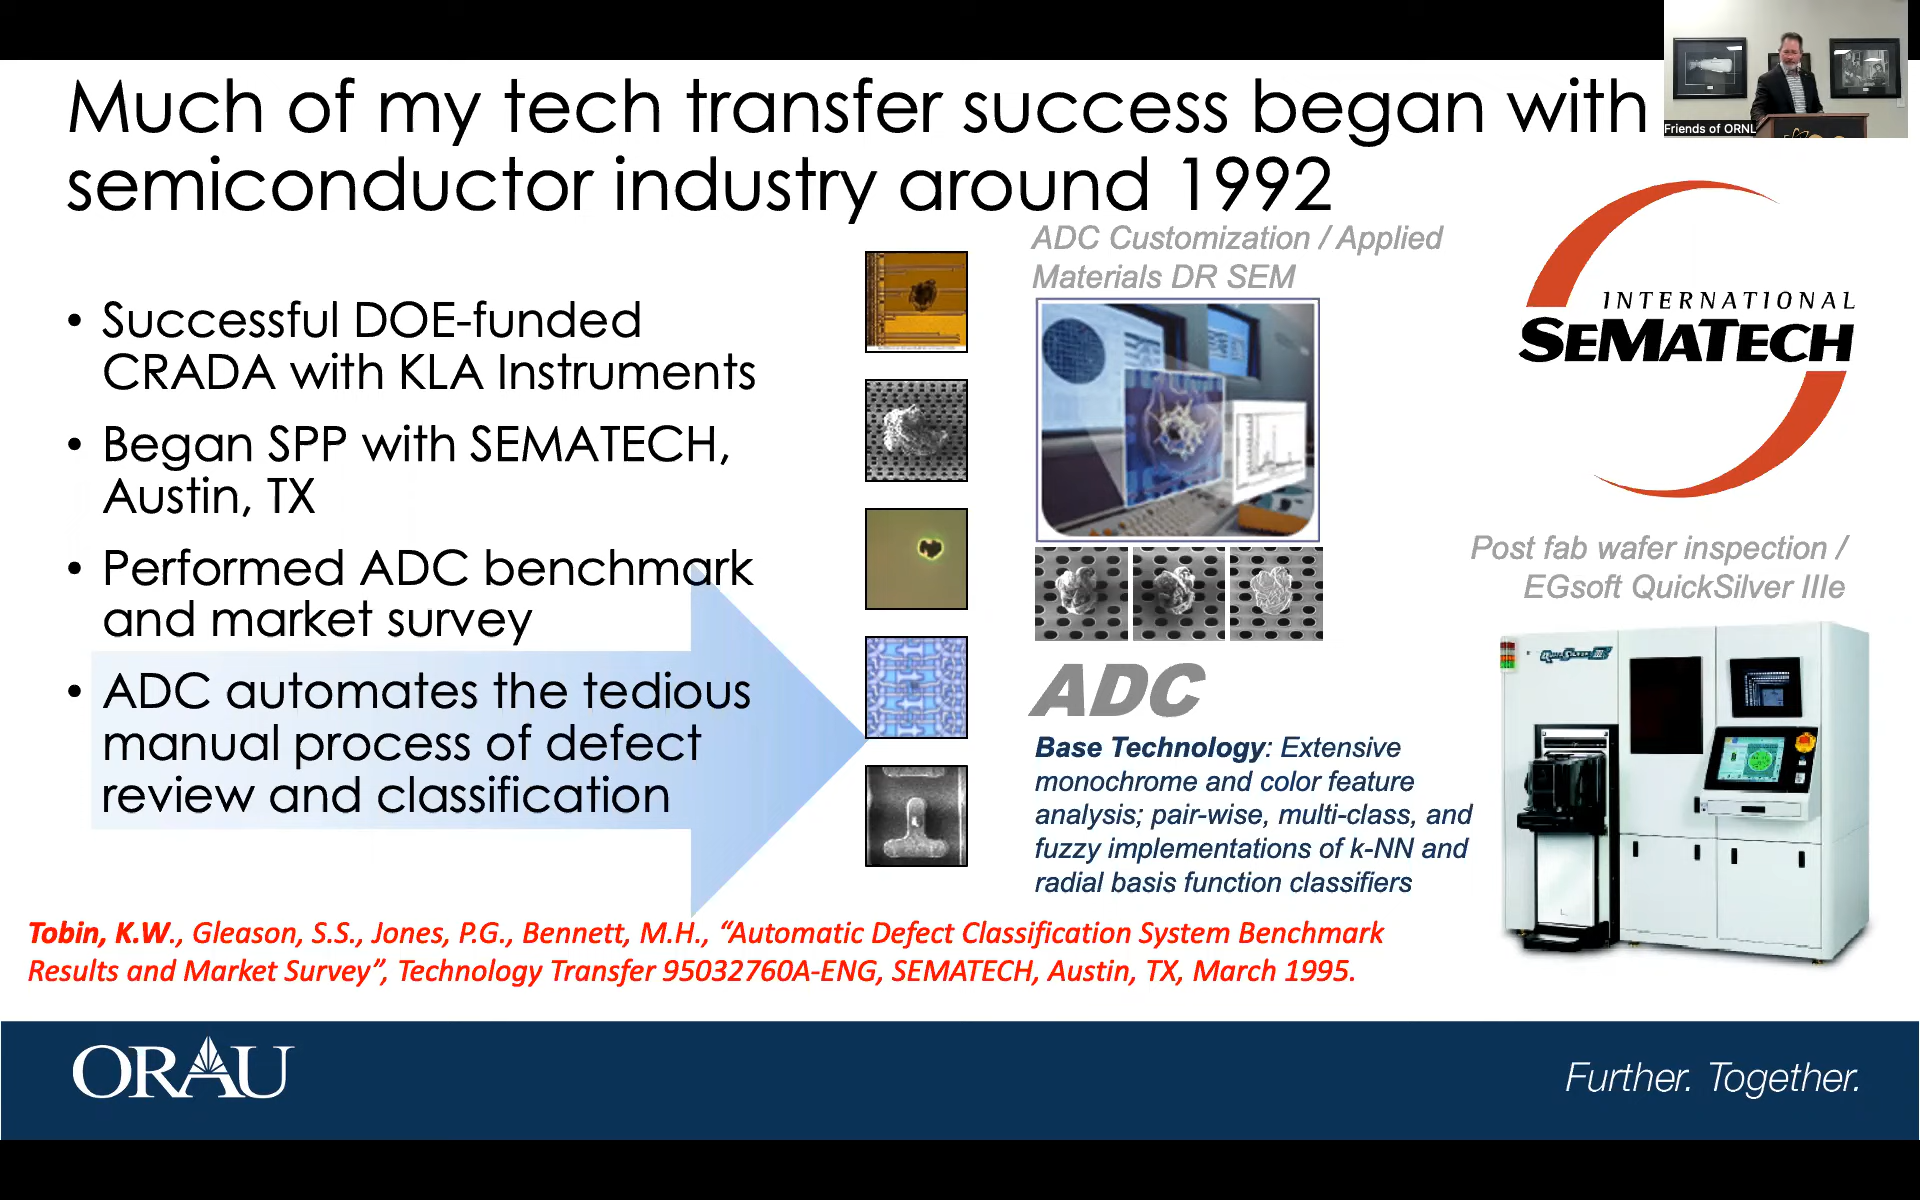 Much of my tech transfer success began with
semiconductor industry around 1992
Friends of ORNL
• Successful DOE-funded
CRADA with KLA Instruments
• Began SPP with SEMATECH,
Austin, TX
• Performed ADC benchmark
and market survey
• ADC automates the tedious
manual process of defect
review and classification
ADC Customization / Applied
Materials DR SEM
ADC
Base Technology: Extensive
monochrome and color feature
analysis; pair-wise, multi-class, and
fuzzy implementations of k-NN and
radial basis function classifiers
INTERNATIONAL
SEMATECH
Post fab wafer inspection /
EGsoft QuickSilver IIIe
QuickSilver III
Tobin, K.W., Gleason, S.S., Jones, P.G., Bennett, M.H., “Automatic Defect Classification System Benchmark
Results and Market Survey”, Technology Transfer 95032760A-ENG, SEMATECH, Austin, TX, March 1995.
ORAU
Further. Together.